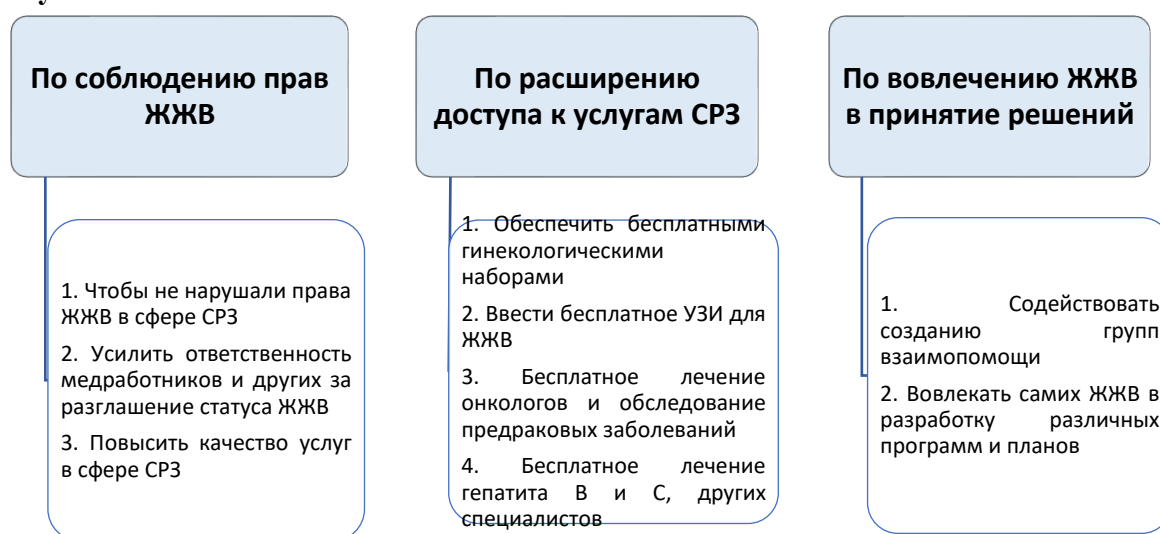 По соблюдению прав
ЖЖВ
1. Чтобы не нарушали права
ЖЖВ в сфере СРЗ
2. Усилить ответственность
медработников и других за
разглашение статуса ЖЖВ
3. Повысить качество услуг
в сфере СРЗ
По расширению
доступа к услугам СРЗ
1. Обеспечить бесплатными
гинекологическими
наборами
2. Ввести бесплатное УЗИ для
ЖЖВ
3. Бесплатное лечение
онкологов и обследование
предраковых заболеваний
4. Бесплатное лечение
гепатита В и С, других
специалистов
По вовлечению ЖЖВ
в принятие решений
1. Содействовать
созданию групп
взаимопомощи
2. Вовлекать самих ЖЖВ в
разработку различных
программ и планов